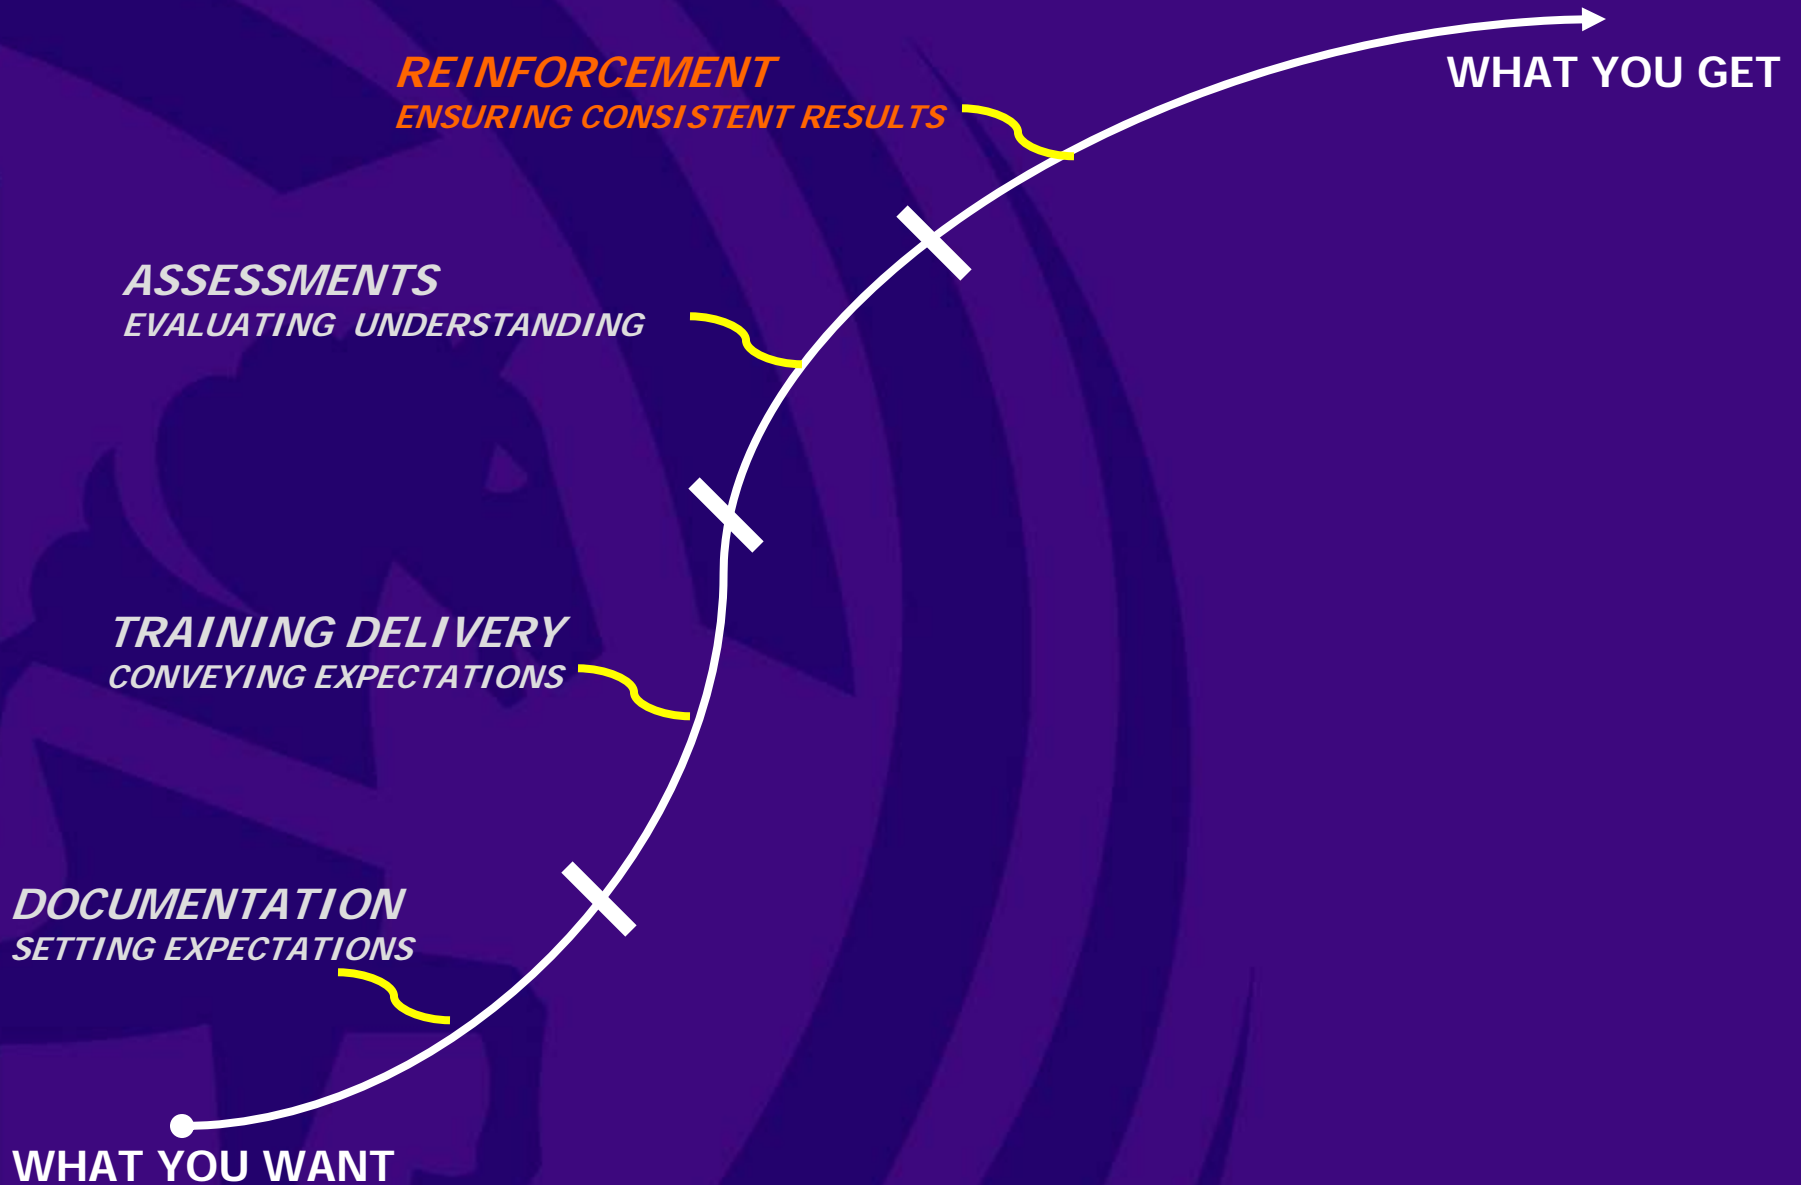 WHAT YOU GET
REINFORCEMENT
ENSURING CONSISTENT RESULTS
ASSESSMENTS
EVALUATING UNDERSTANDING
TRAINING DELIVERY
CONVEYING EXPECTATIONS
DOCUMENTATION
SETTING EXPECTATIONS
WHAT YOU WANT